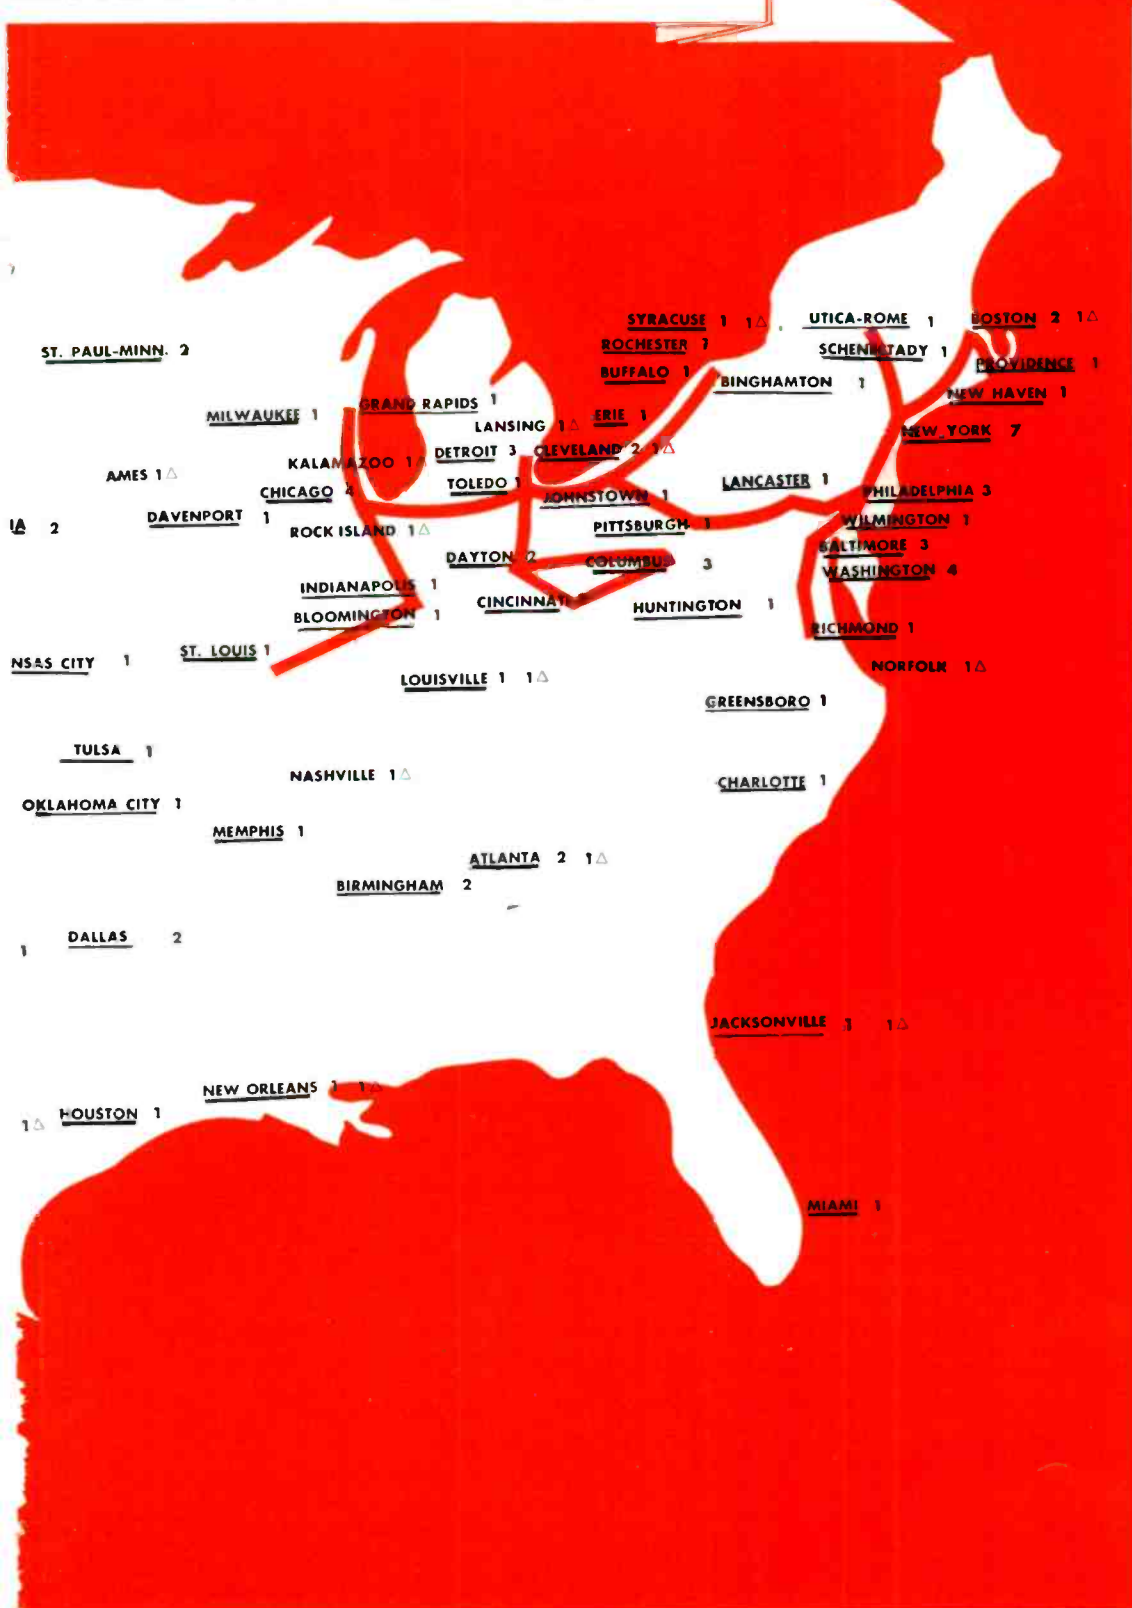 SYRACUSE 1 1△
UTICA-ROME 1
BOSTON 2 1△
ROCHESTER 1
SCHENECTADY 1
ST. PAUL-MINN. 2
PROVIDENCE 1
BUFFALO 1
BINGHAMTON 1
NEW HAVEN 1
GRAND RAPIDS 1
MILWAUKEE 1
ERIE 1
LANSING 1△
NEW YORK 7
DETROIT 3
CLEVELAND 2 1△
KALAMAZOO 1△
AMES 1△
TOLEDO 1
LANCASTER 1
CHICAGO 4
JOHNSTOWN 1
PHILADELPHIA 3
DAVENPORT 1
IA 2
PITTSBURGH 1
WILMINGTON 1
ROCK ISLAND 1△
BALTIMORE 3
DAYTON 2
COLUMBUS 3
WASHINGTON 4
INDIANAPOLIS 1
CINCINNATI
HUNTINGTON 1
BLOOMINGTON 1
RICHMOND 1
ST. LOUIS 1
NSAS CITY 1
NORFOLK 1△
LOUISVILLE 1 1△
GREENSBORO 1
TULSA 1
NASHVILLE 1△
CHARLOTTE 1
OKLAHOMA CITY 1
MEMPHIS 1
ATLANTA 2 1△
BIRMINGHAM 2
1
DALLAS 2
JACKSONVILLE 1 1△
NEW ORLEANS 1 1△
1△
HOUSTON 1
MIAMI 1